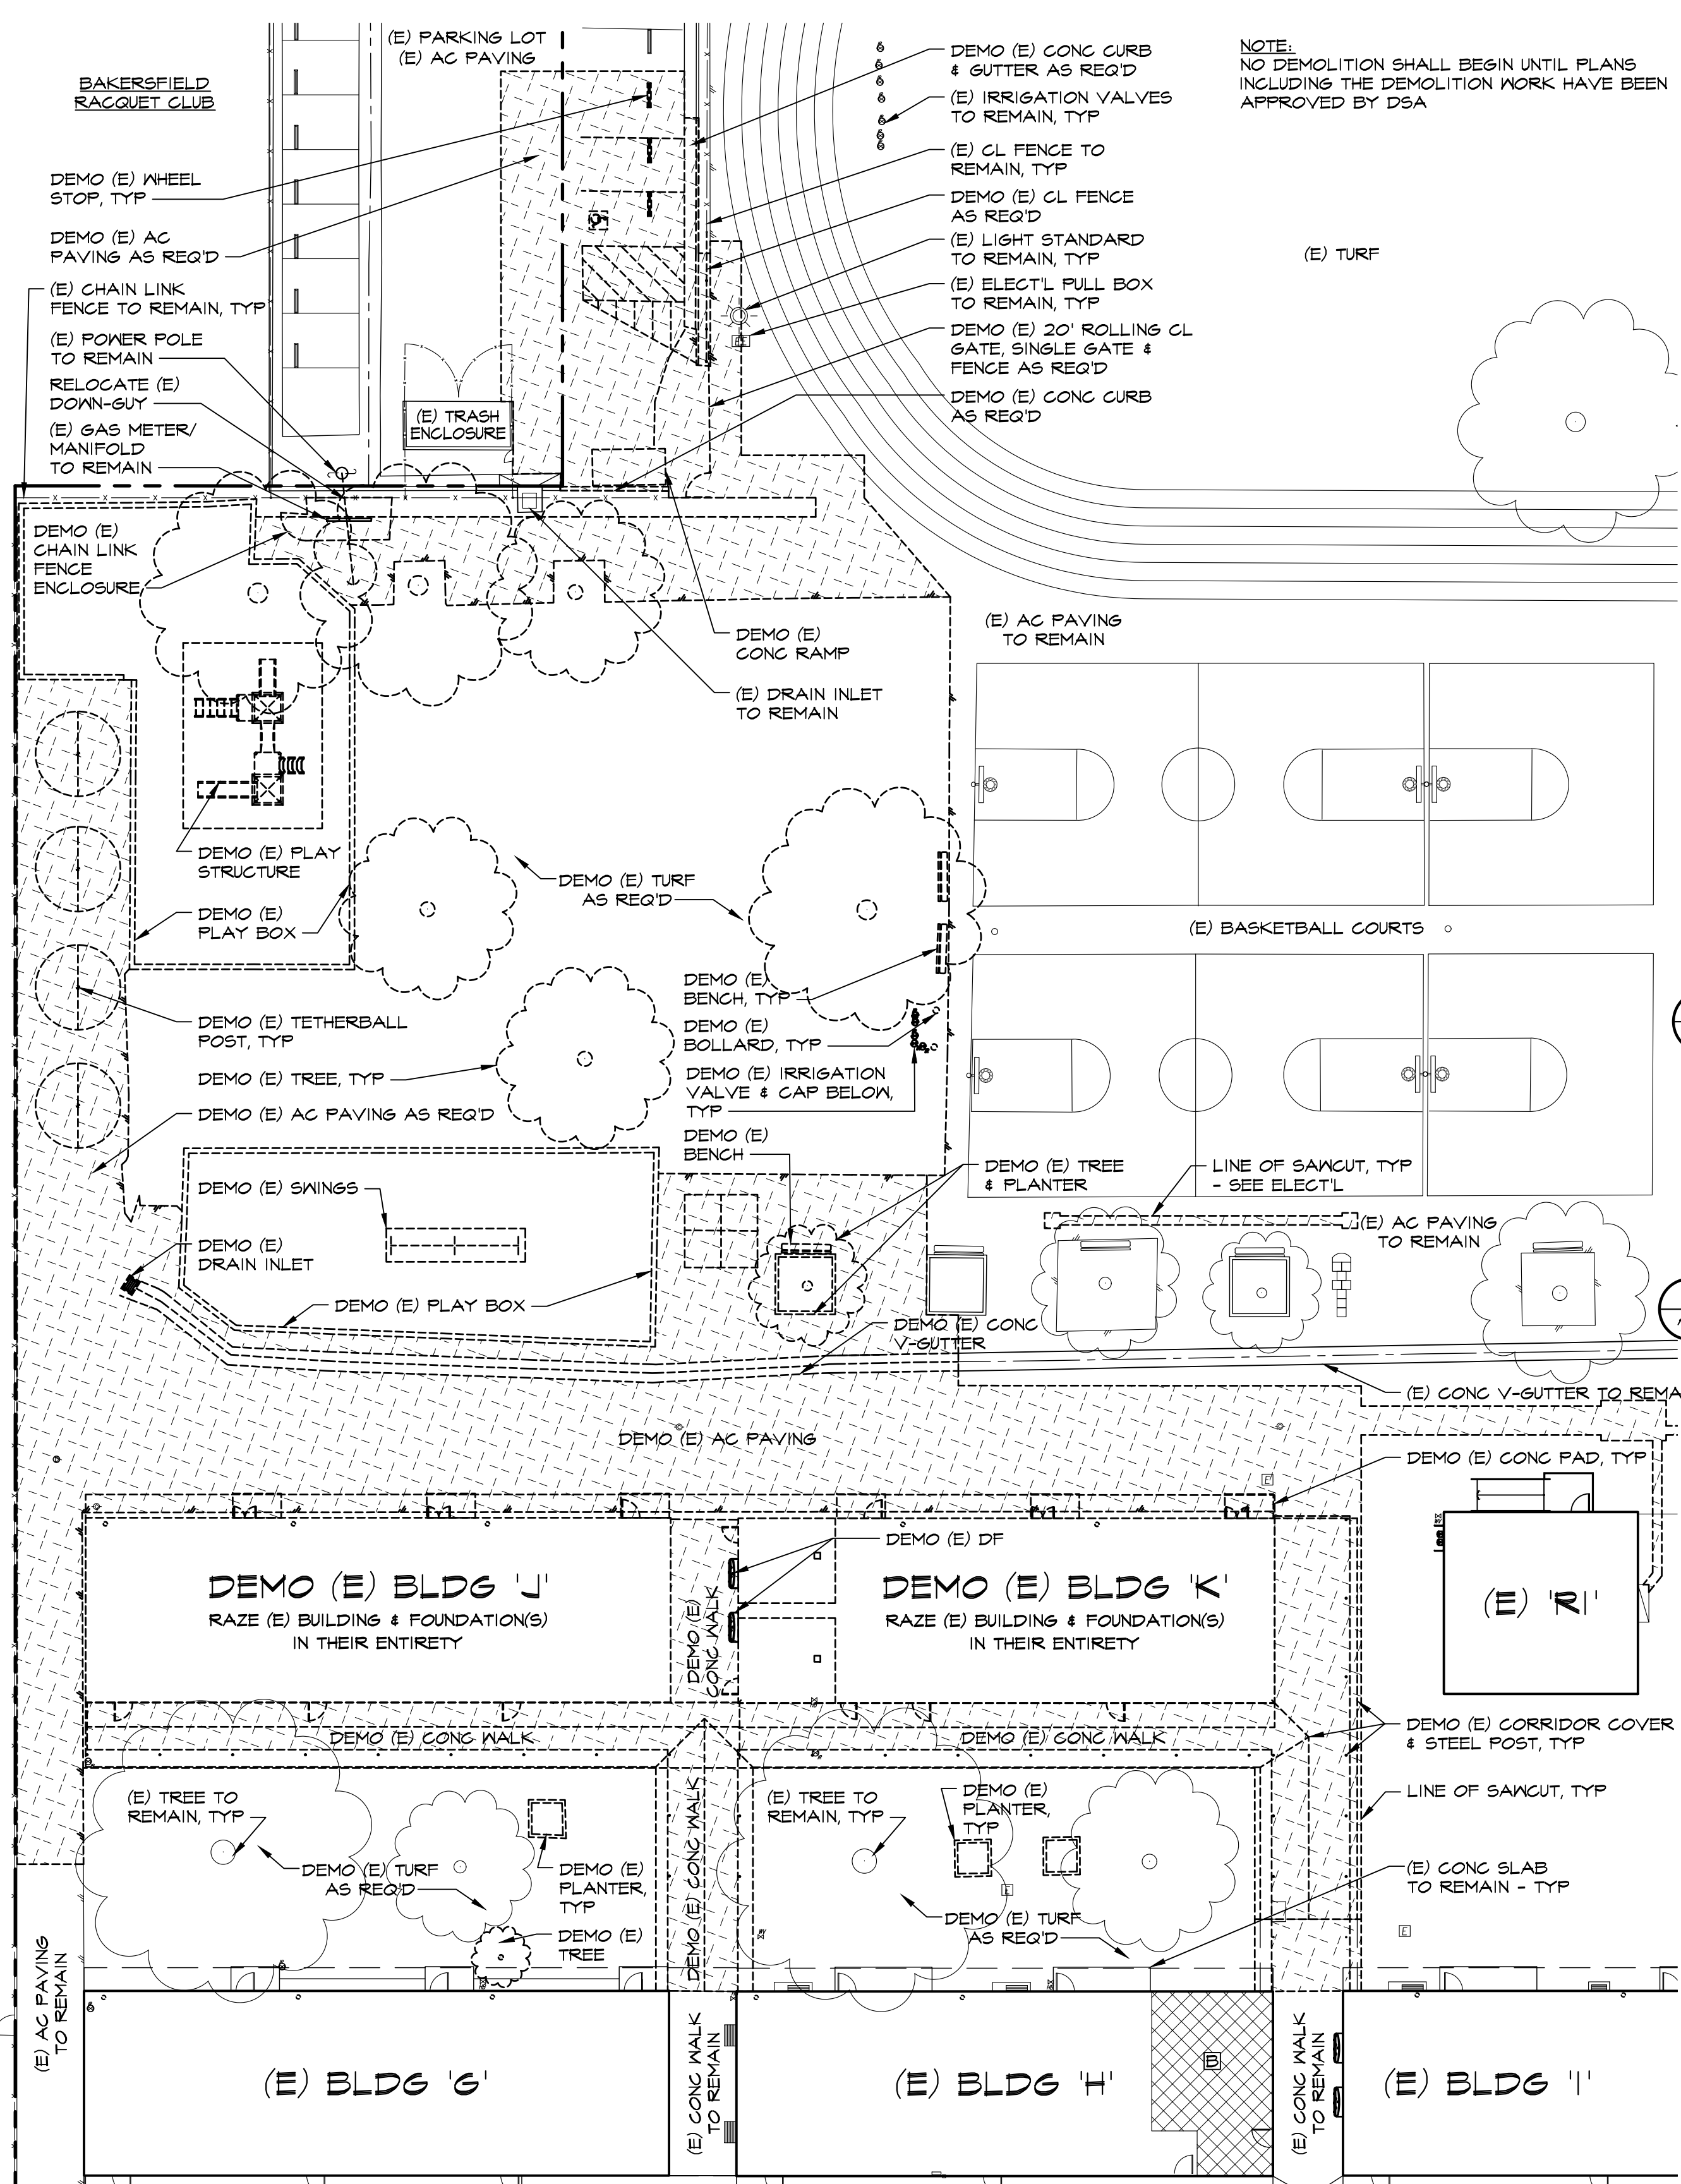 (E) PARKING LOT
(E) AC PAVING
BAKERSFIELD
RACQUET CLUB
DEMO (E) CONC CURB
& GUTTER AS REQ'D
(E) IRRIGATION VALVES
TO REMAIN, TYP
(E) CL FENCE TO
REMAIN, TYP
DEMO (E) CL FENCE
AS REQ'D
(E) LIGHT STANDARD
TO REMAIN, TYP
(E) ELECT'L PULL BOX
TO REMAIN, TYP
DEMO (E) 20' ROLLING CL
GATE, SINGLE GATE &
FENCE AS REQ'D
DEMO (E) CONC CURB
AS REQ'D
NOTE:
NO DEMOLITION SHALL BEGIN UNTIL PLANS
INCLUDING THE DEMOLITION WORK HAVE BEEN
APPROVED BY DSA
(E) TURF
DEMO (E) WHEEL
STOP, TYP
DEMO (E) AC
PAVING AS REQ'D
(E) CHAIN LINK
FENCE TO REMAIN, TYP
(E) POWER POLE
TO REMAIN
RELOCATE (E)
DOWN-GUY
(E) GAS METER/
MANIFOLD
TO REMAIN
(E) TRASH
ENCLOSURE
DEMO (E)
CHAIN LINK
FENCE
ENCLOSURE
DEMO (E)
CONC RAMP
(E) DRAIN INLET
TO REMAIN
(E) AC PAVING
TO REMAIN
DEMO (E) PLAY
STRUCTURE
DEMO (E)
PLAY BOX
DEMO (E) TURF
AS REQ'D
(E) BASKETBALL COURTS
DEMO (E)
BENCH, TYP
DEMO (E)
BOLLARD, TYP
DEMO (E) IRRIGATION
VALVE & CAP BELOW,
TYP
DEMO (E)
BENCH
DEMO (E) TETHERBALL
POST, TYP
DEMO (E) TREE, TYP
DEMO (E) AC PAVING AS REQ'D
DEMO (E) SWINGS
DEMO (E)
DRAIN INLET
DEMO (E) PLAY BOX
DEMO (E) TREE
& PLANTER
LINE OF SAWCUT, TYP
- SEE ELECT'L
(E) AC PAVING
TO REMAIN
DEMO (E) CONC
V-GUTTER
(E) CONC V-GUTTER TO REMA
DEMO (E) AC PAVING
E
DEMO (E) CONC PAD, TYP
DEMO (E) DF
DEMO (E) BLDG 'J'
RAZE (E) BUILDING & FOUNDATION(S)
IN THEIR ENTIRETY
DEMO (E)
CONC WALK
DEMO (E) BLDG 'K'
RAZE (E) BUILDING & FOUNDATION(S)
IN THEIR ENTIRETY
(E) 'R1'
DEMO (E) CONC WALK
DEMO (E) CONC WALK
DEMO (E) CORRIDOR COVER
& STEEL POST, TYP
(E) TREE TO
REMAIN, TYP
DEMO (E) TURF
AS REQ'D
DEMO (E)
PLANTER,
TYP
DEMO (E)
TREE
DEMO (E) CONC WALK
(E) TREE TO
REMAIN, TYP
DEMO (E)
PLANTER,
TYP
DEMO (E) TURF
AS REQ'D
LINE OF SAWCUT, TYP
(E) CONC SLAB
TO REMAIN - TYP
E
E
(E) AC PAVING
TO REMAIN
(E) BLDG 'G'
(E) CONC WALK
TO REMAIN
(E) BLDG 'H'
B
(E) CONC WALK
TO REMAIN
(E) BLDG 'I'